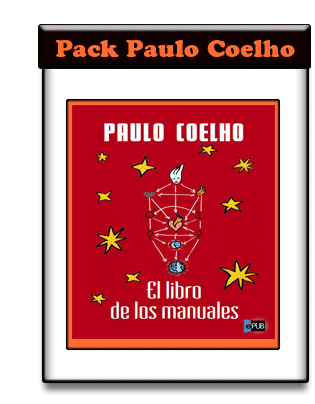 Pack Paulo Coelho
PAULO COELHO
El libro
de los manuales
ePUB